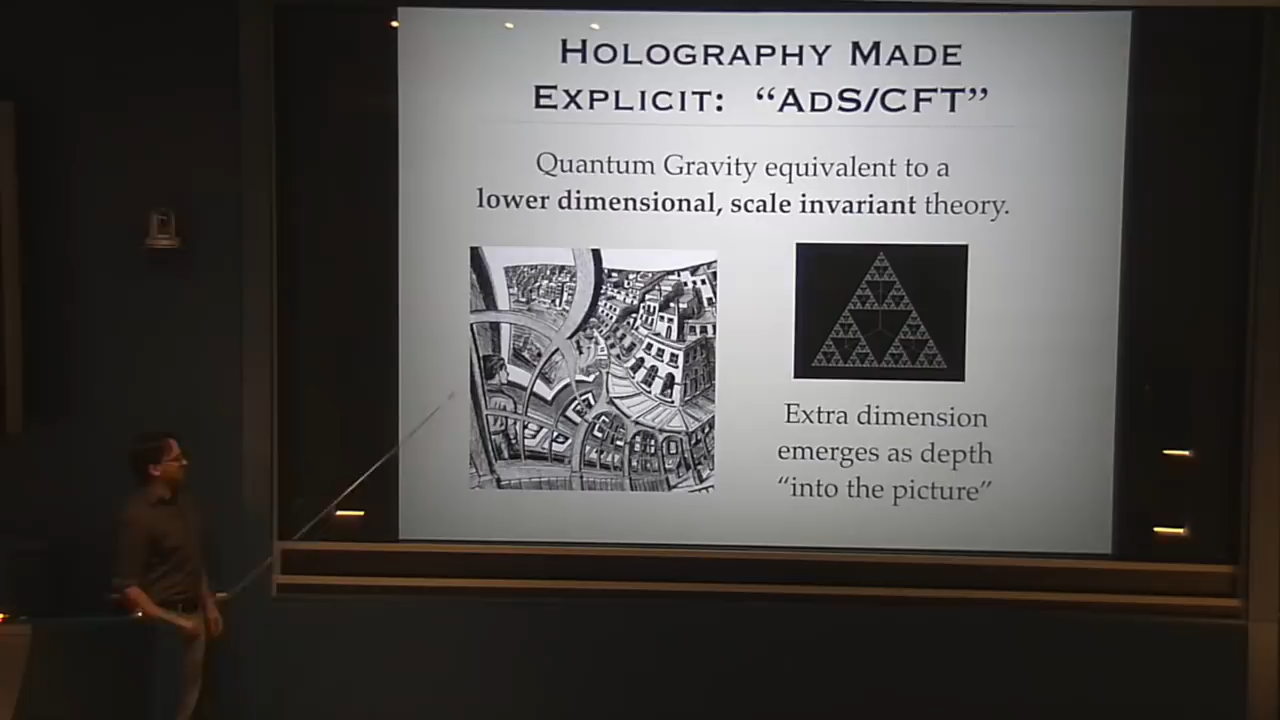 HOLOGRAPHY MADE
EXPLICIT: “ADS/CFT”
Quantum Gravity equivalent to a
lower dimensional, scale invariant theory.
Extra dimension
emerges as depth
“into the picture”